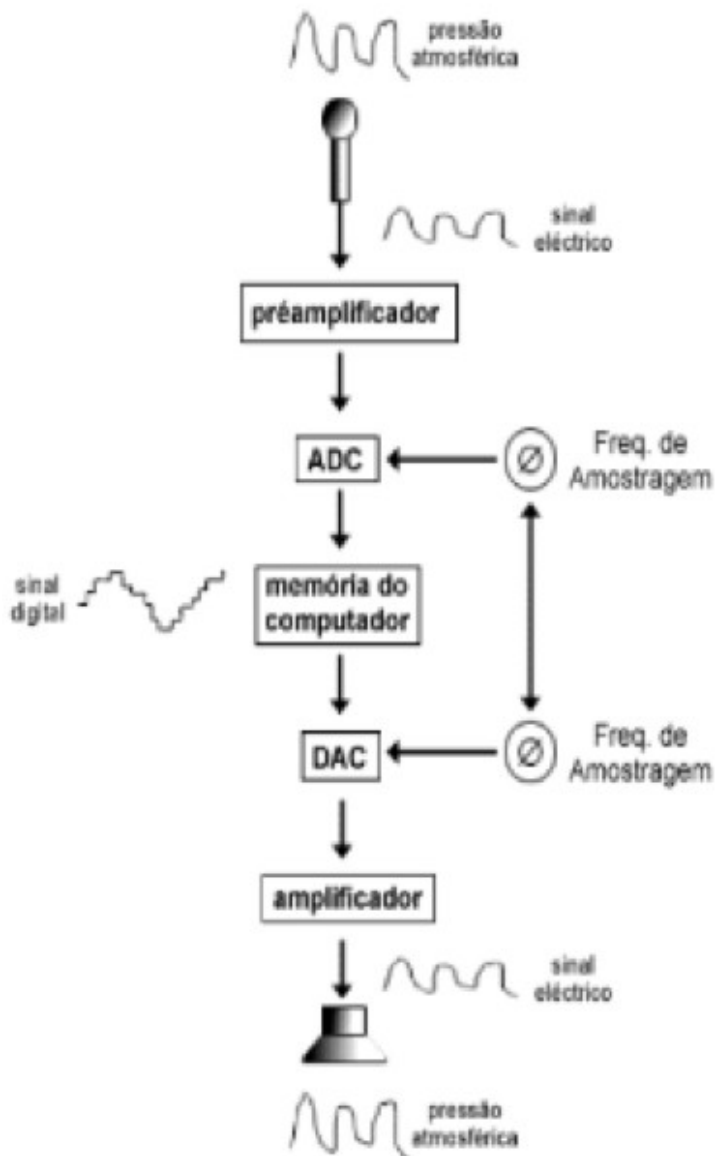 pressão
atmosférica
sinal
eléctrico
préamplificador
ADC
Freq. de
Amostragem
sinal
digital
memória do
computador
DAC
Freq. de
Amostragem
amplificador
sinal
eléctrico
pressão
atmosférica